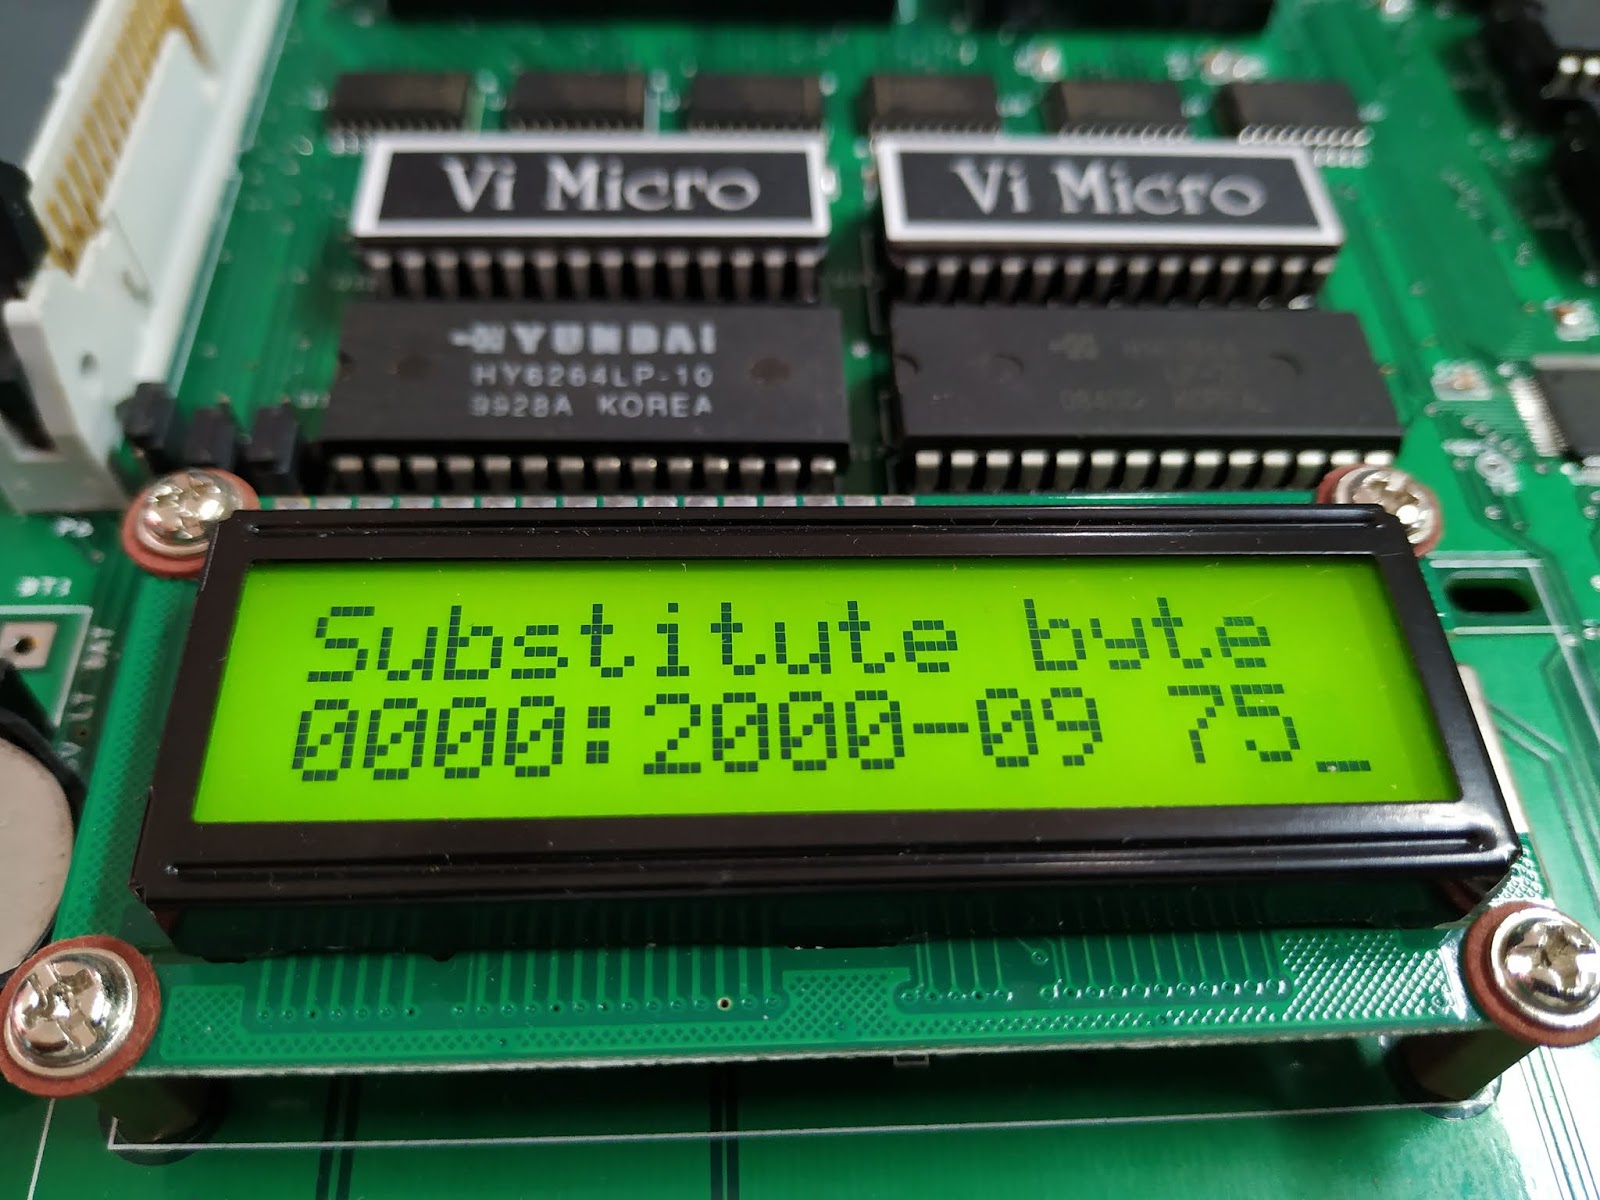 Vi Micro
Vi Micro
HYUNDAI
HY6264LP-10
9928A KOREA
Substitute byte
0000:2000-09 75_